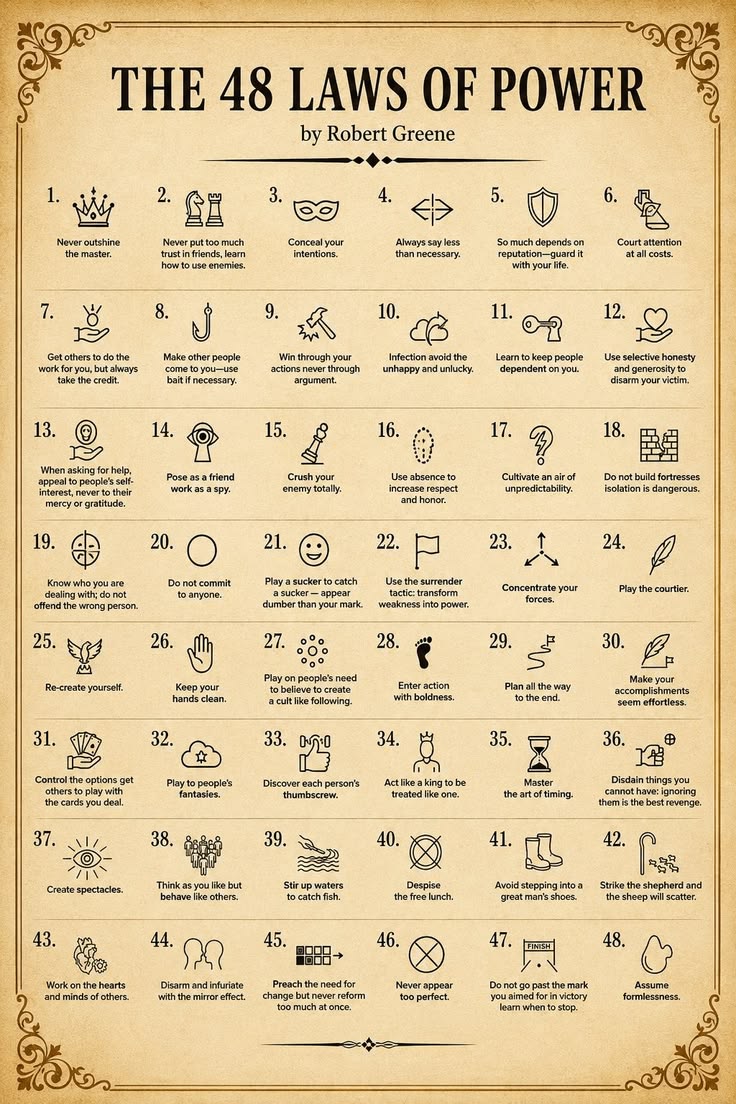 THE 48 LAWS OF POWER
by Robert Greene
1.
Never outshine
the master.
2.
Never put too much
trust in friends, learn
how to use enemies.
3.
Conceal your
intentions.
4.
Always say less
than necessary.
5.
So much depends on
reputation—guard it
with your life.
6.
Court attention
at all costs.
7.
Get others to do the
work for you, but always
take the credit.
8.
Make other people
come to you—use
bait if necessary.
9.
Win through your
actions never through
argument.
10.
Infection avoid the
unhappy and unlucky.
11.
Learn to keep people
dependent on you.
12.
Use selective honesty
and generosity to
disarm your victim.
13.
When asking for help,
appeal to people's self-
interest, never to their
mercy or gratitude.
14.
Pose as a friend
work as a spy.
15.
Crush your
enemy totally.
16.
Use absence to
increase respect
and honor.
17.
Cultivate an air of
unpredictability.
18.
Do not build fortresses
isolation is dangerous.
19.
Know who you are
dealing with; do not
offend the wrong person.
20.
Do not commit
to anyone.
21.
Play a sucker to catch
a sucker — appear
dumber than your mark.
22.
Use the surrender
tactic: transform
weakness into power.
23.
Concentrate your
forces.
24.
Play the courtier.
25.
Re-create yourself.
26.
Keep your
hands clean.
27.
Play on people's need
to believe to create
a cult like following.
28.
Enter action
with boldness.
29.
Plan all the way
to the end.
30.
Make your
accomplishments
seem effortless.
31.
Control the options get
others to play with
the cards you deal.
32.
Play to people's
fantasies.
33.
Discover each person's
thumbscrew.
34.
Act like a king to be
treated like one.
35.
Master
the art of timing.
36.
Disdain things you
cannot have: ignoring
them is the best revenge.
37.
Create spectacles.
38.
Think as you like but
behave like others.
39.
Stir up waters
to catch fish.
40.
Despise
the free lunch.
41.
Avoid stepping into a
great man's shoes.
42.
Strike the shepherd and
the sheep will scatter.
43.
Work on the hearts
and minds of others.
44.
Disarm and infuriate
with the mirror effect.
45.
Preach the need for
change but never reform
too much at once.
46.
Never appear
too perfect.
47.
FINISH
Do not go past the mark
you aimed for in victory
learn when to stop.
48.
Assume
formlessness.